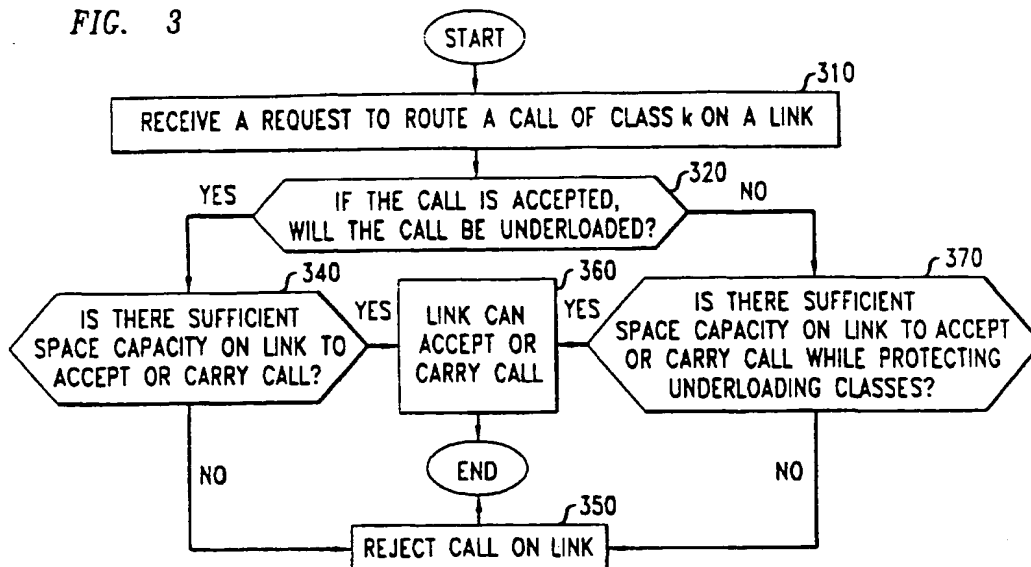 FIG. 3
START
310
RECEIVE A REQUEST TO ROUTE A CALL OF CLASS k ON A LINK
320
YES
IF THE CALL IS ACCEPTED,
WILL THE CALL BE UNDERLOADED?
NO
340
IS THERE SUFFICIENT
SPACE CAPACITY ON LINK TO
ACCEPT OR CARRY CALL?
YES
360
LINK CAN
ACCEPT OR
CARRY CALL
YES
370
IS THERE SUFFICIENT
SPACE CAPACITY ON LINK TO ACCEPT
OR CARRY CALL WHILE PROTECTING
UNDERLOADING CLASSES?
NO
END
NO
350
REJECT CALL ON LINK